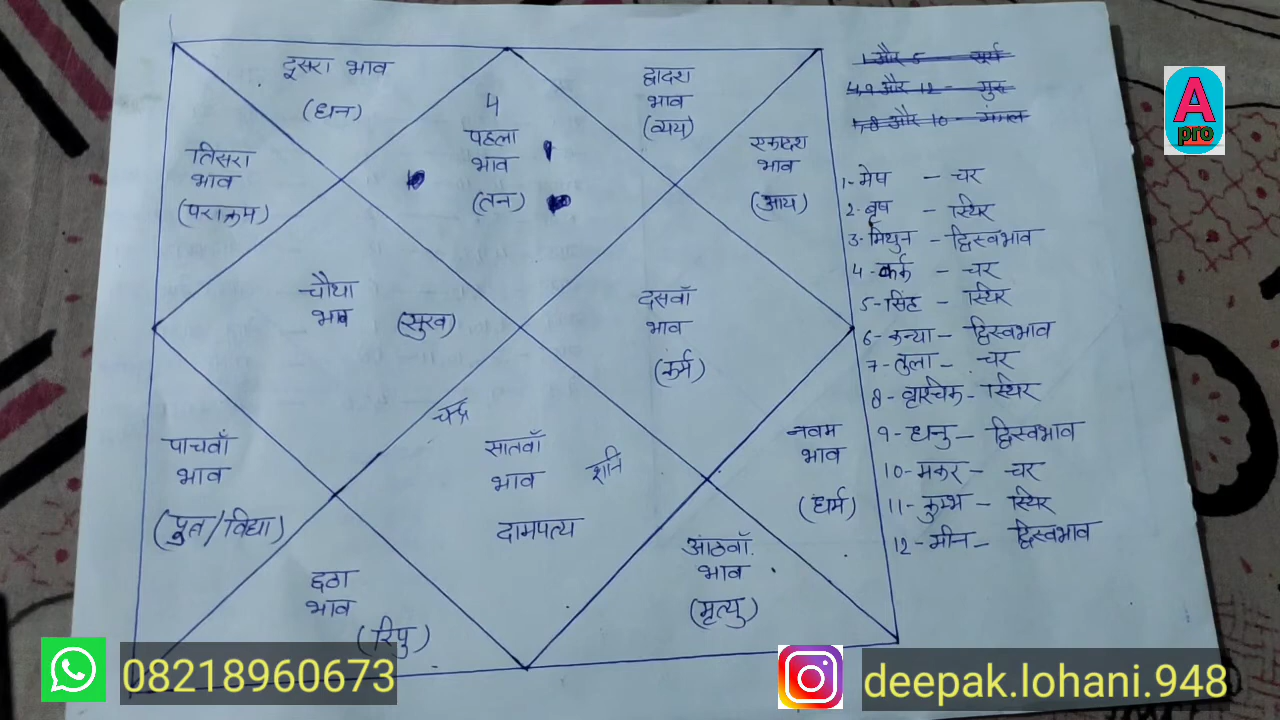 दूसरा भाव
(धन)
४
पहला
भाव
(तन)
द्वादश
भाव
(व्यय)
एकादश
भाव
(आय)
तिसरा
भाव
(पराक्रम)
चौथा
भाव
(सुख)
दसवाँ
भाव
(कर्म)
चन्द्र
सातवाँ
भाव
शनि
दामपत्य
पाचवाँ
भाव
(पुत्र/विद्या)
नवम
भाव
(धर्म)
आठवाँ
भाव
(मृत्यु)
छठा
भाव
(रिपु)
1 और 5 - सूर्य
4,9 और 12 - गुरु
1,8 और 10 - मंगल
1- मेष - चर
2- वृष - स्थिर
3- मिथुन - द्विस्वभाव
4 - कर्क - चर
5 - सिंह - स्थिर
6 - कन्या - द्विस्वभाव
7 - तुला - चर
8 - वृश्चिक - स्थिर
9 - धनु - द्विस्वभाव
10 - मकर - चर
11 - कुम्भ - स्थिर
12 - मीन - द्विस्वभाव
A
pro
08218960673
deepak.lohani.948